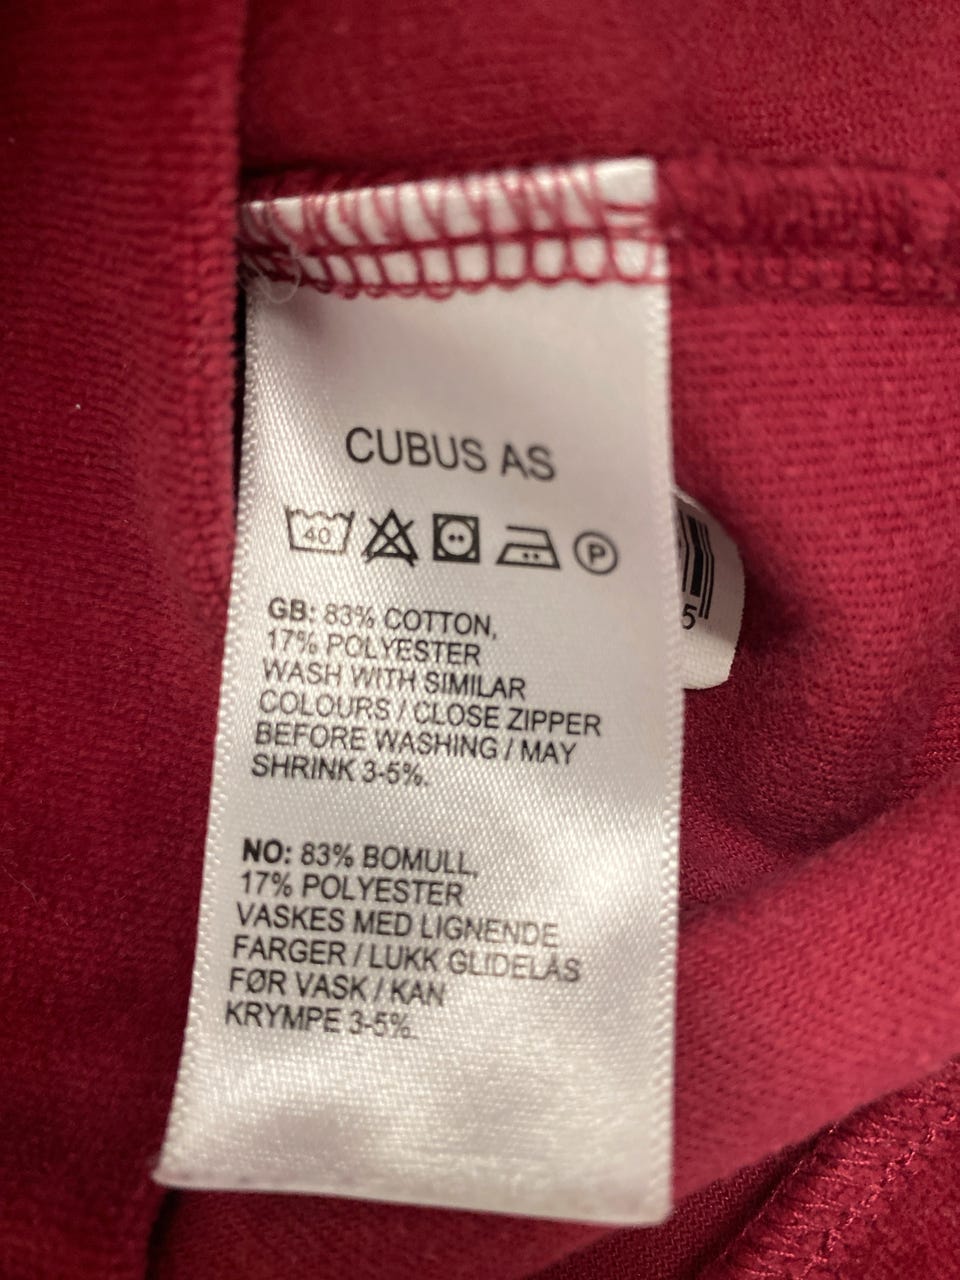 CUBUS AS
40
P
GB: 83% COTTON,
17% POLYESTER
WASH WITH SIMILAR
COLOURS / CLOSE ZIPPER
BEFORE WASHING / MAY
SHRINK 3-5%.
NO: 83% BOMULL,
17% POLYESTER
VASKES MED LIGNENDE
FARGER / LUKK GLIDELÅS
FØR VASK / KAN
KRYMPE 3-5%.
5